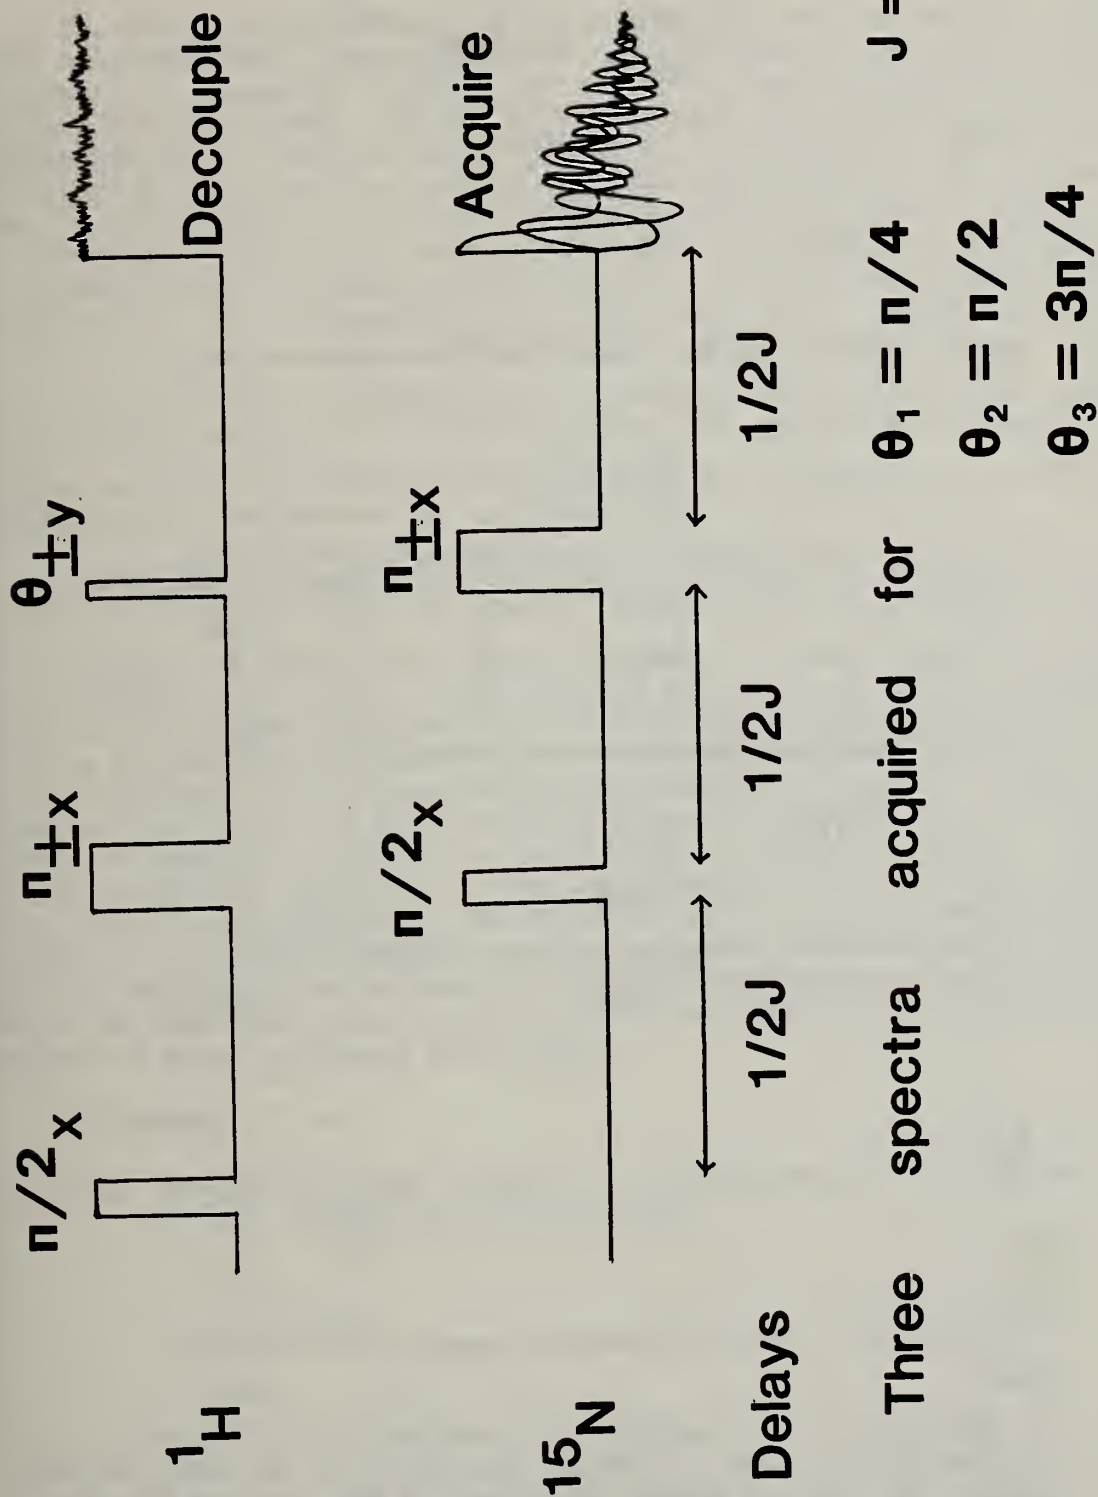 π/2x π±x θ±y
¹H Decouple
π/2x π±x
¹⁵N Acquire
Delays 1/2J 1/2J 1/2J
Three spectra acquired for θ₁ = π/4 J =
θ₂ = π/2
θ₃ = 3π/4